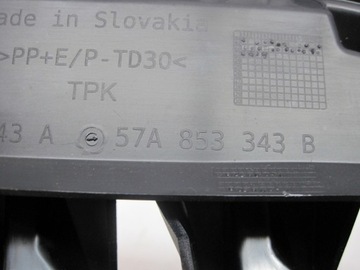 ade in Slovakia
>PP+E/P-TD30<
TPK
43 A 57A 853 343 B